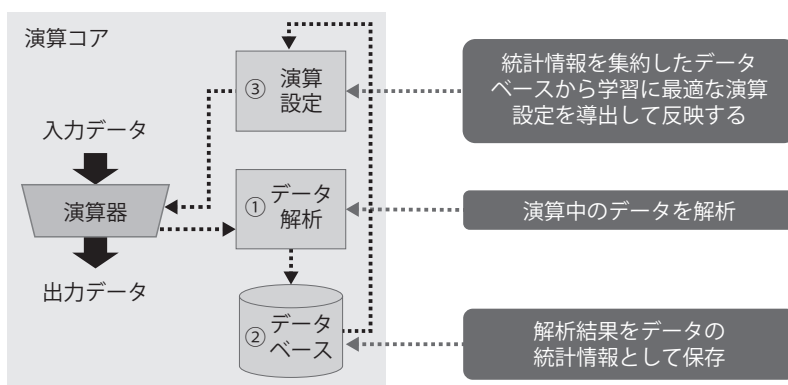 演算コア
③ 演算
設定
統計情報を集約したデータ
ベースから学習に最適な演算
設定を導出して反映する
入力データ
演算器
① データ
解析
演算中のデータを解析
出力データ
② データ
ベース
解析結果をデータの
統計情報として保存